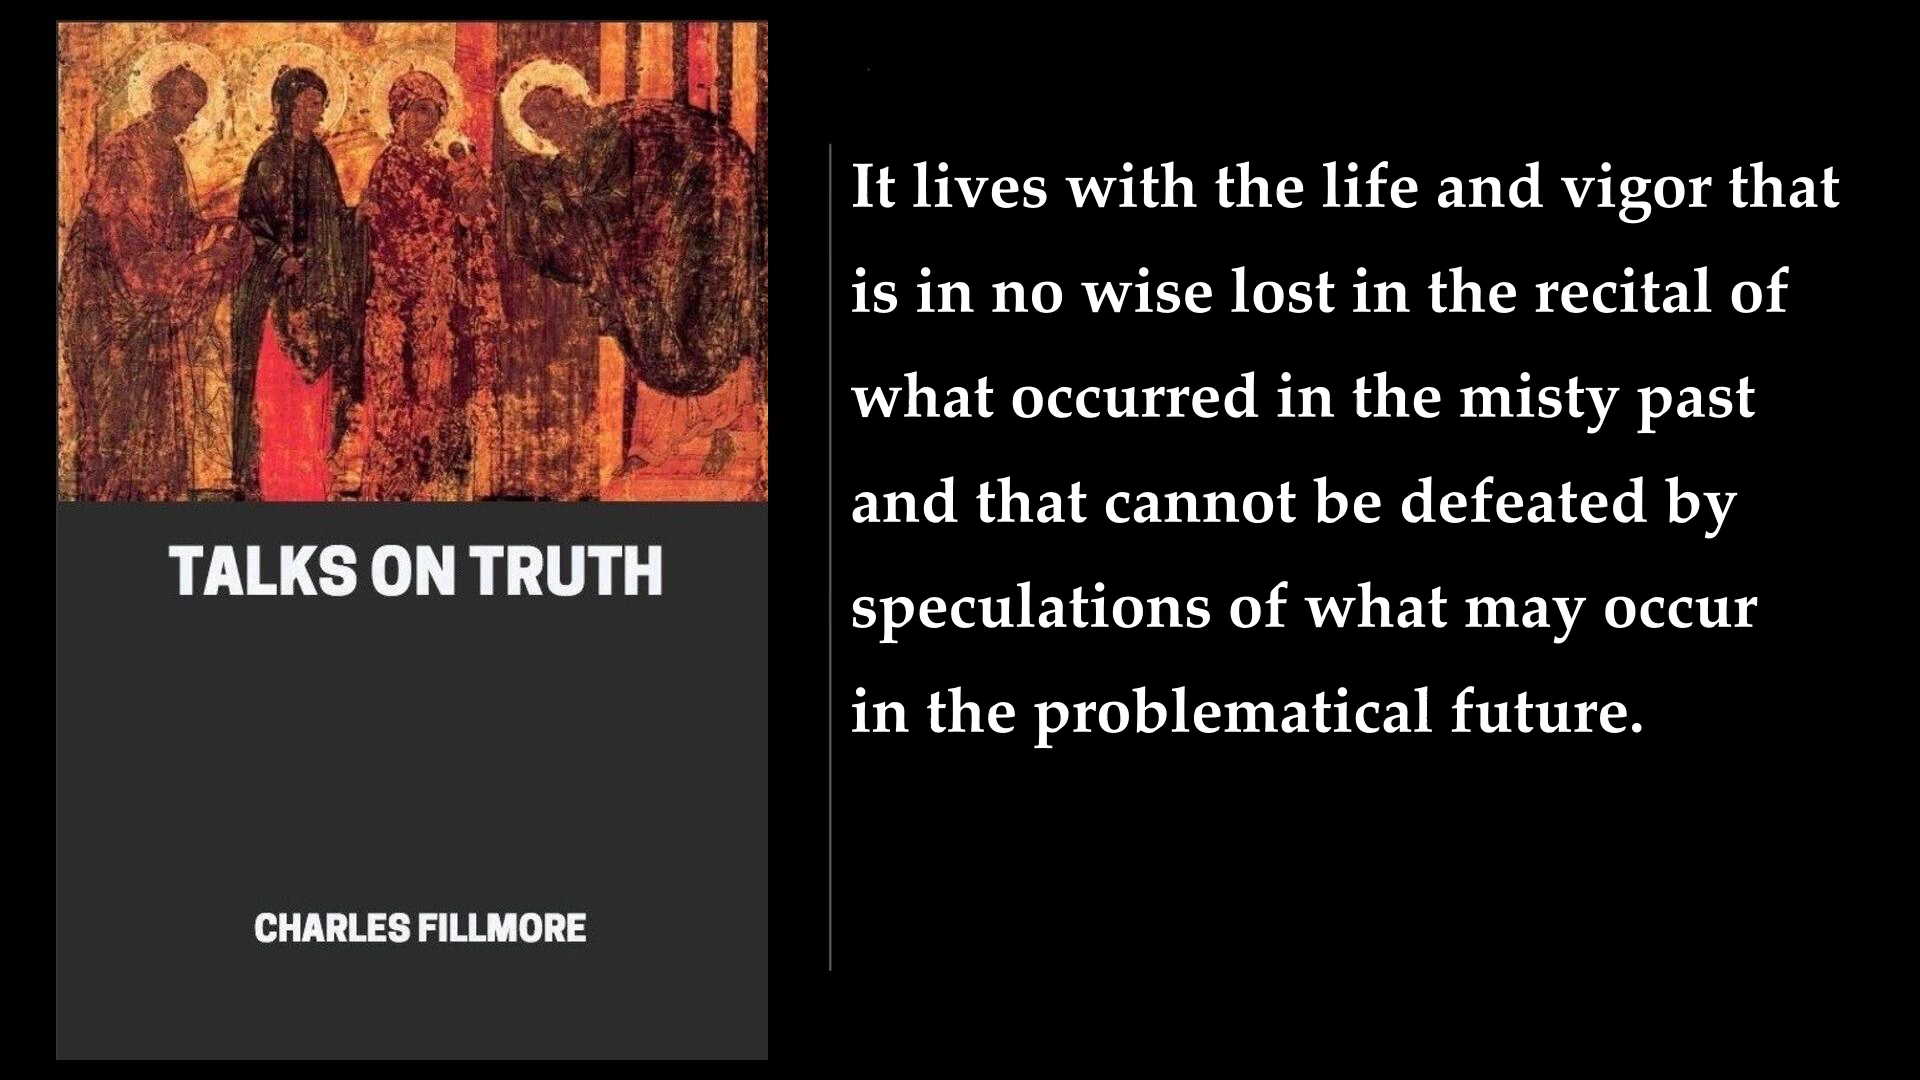 TALKS ON TRUTH
CHARLES FILLMORE
It lives with the life and vigor that
is in no wise lost in the recital of
what occurred in the misty past
and that cannot be defeated by
speculations of what may occur
in the problematical future.